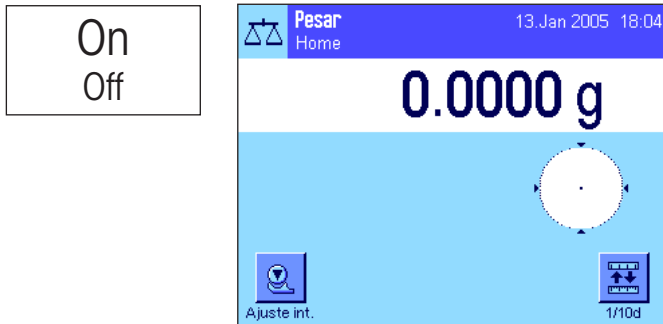 On
Off
Pesar 13.Jan 2005 18:04
Home
0.0000 g
Ajuste int.
1/10d